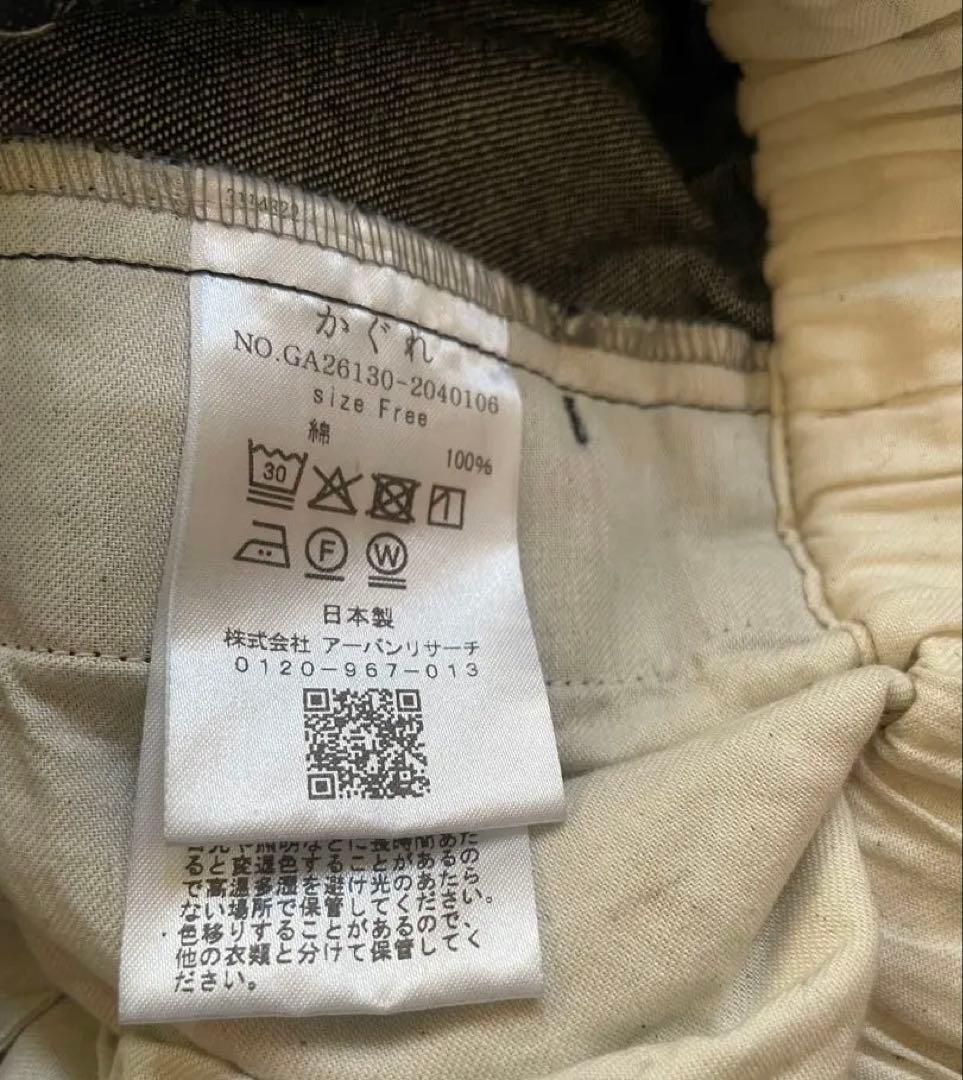 かぐれ
NO.GA26130-2040106
size Free
綿
100%
30
F
W
日本製
株式会社 アーバンリサーチ
0120-967-013
ると変退色することがあるの
で高温多湿を避け光のあたら
ない場所で保管してください。
・色移りすることがあるので、
他の衣類と分けて保管してく
ださい。